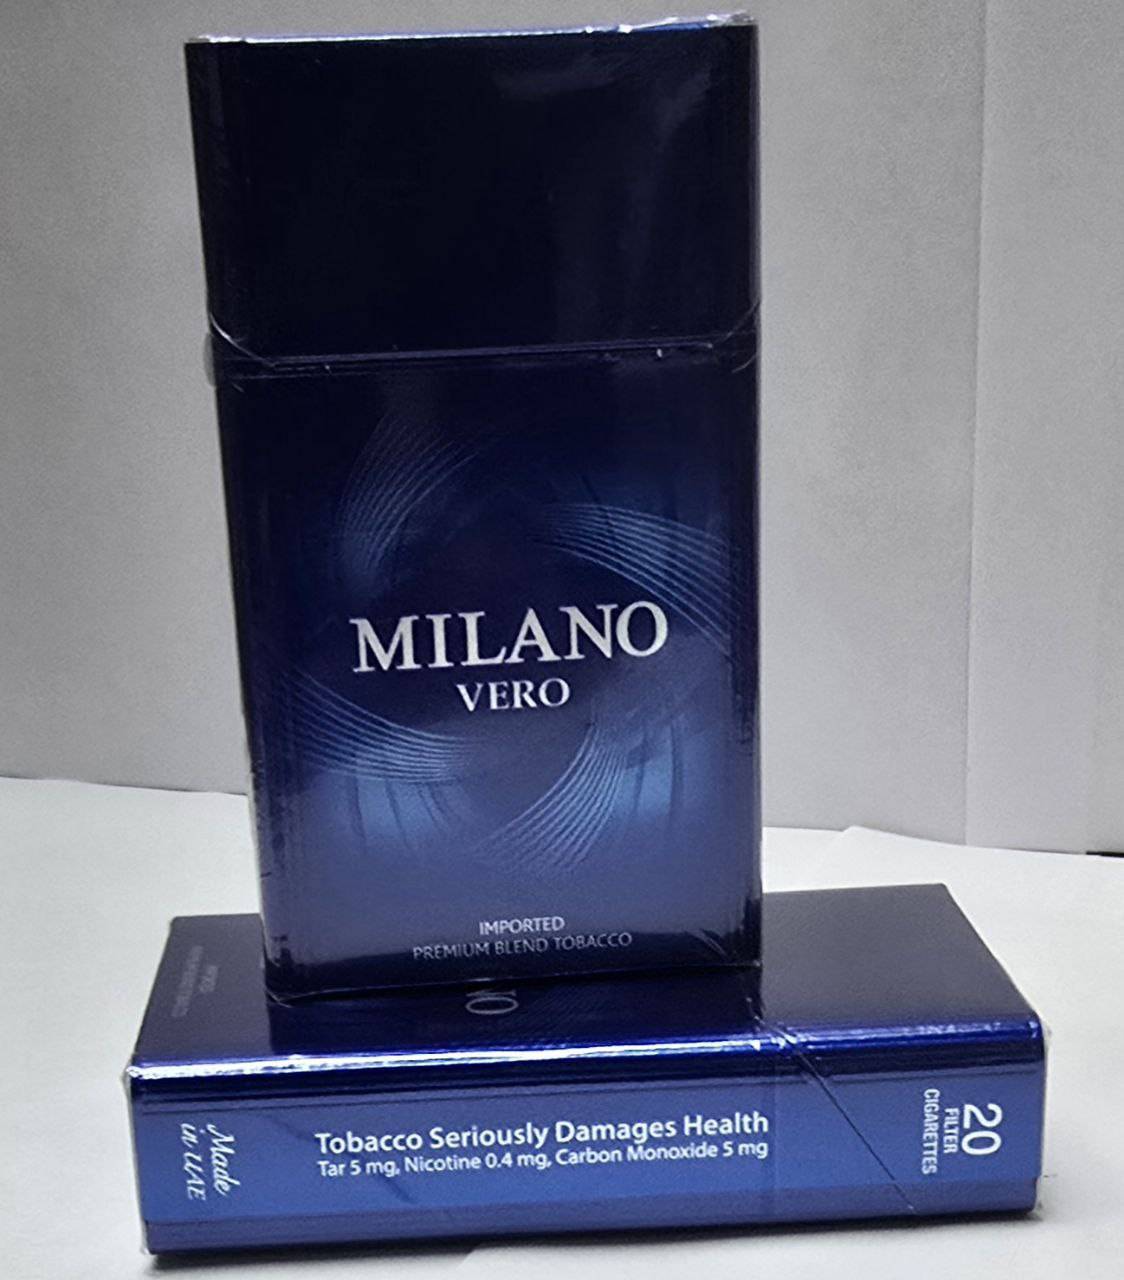 MILANO
VERO
IMPORTED
PREMIUM BLEND TOBACCO
NO
Made
in UAE
Tobacco Seriously Damages Health
Tar 5 mg, Nicotine 0.4 mg, Carbon Monoxide 5 mg
20
FILTER
CIGARETTES